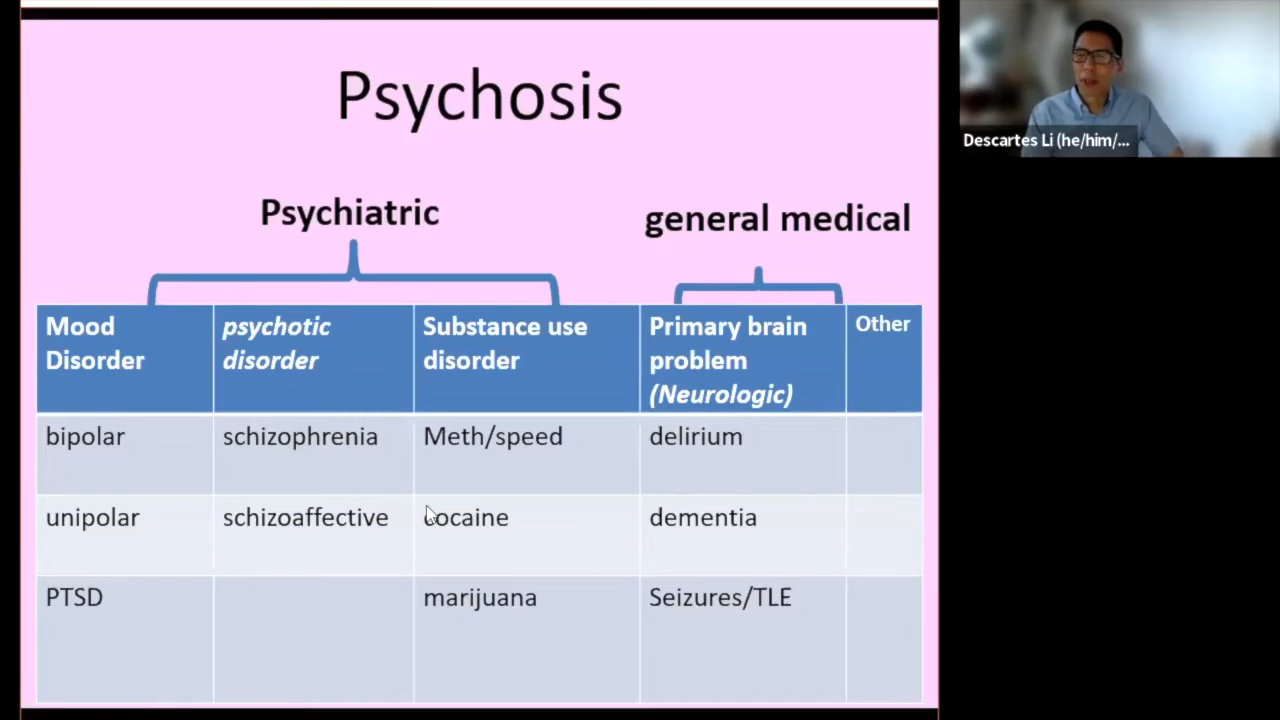 Psychosis
Psychiatric
general medical
Mood
Disorder
psychotic
disorder
Substance use
disorder
Primary brain
problem
(Neurologic)
Other
bipolar
schizophrenia
Meth/speed
delirium
unipolar
schizoaffective
cocaine
dementia
PTSD
marijuana
Seizures/TLE
Descartes Li (he/him/...